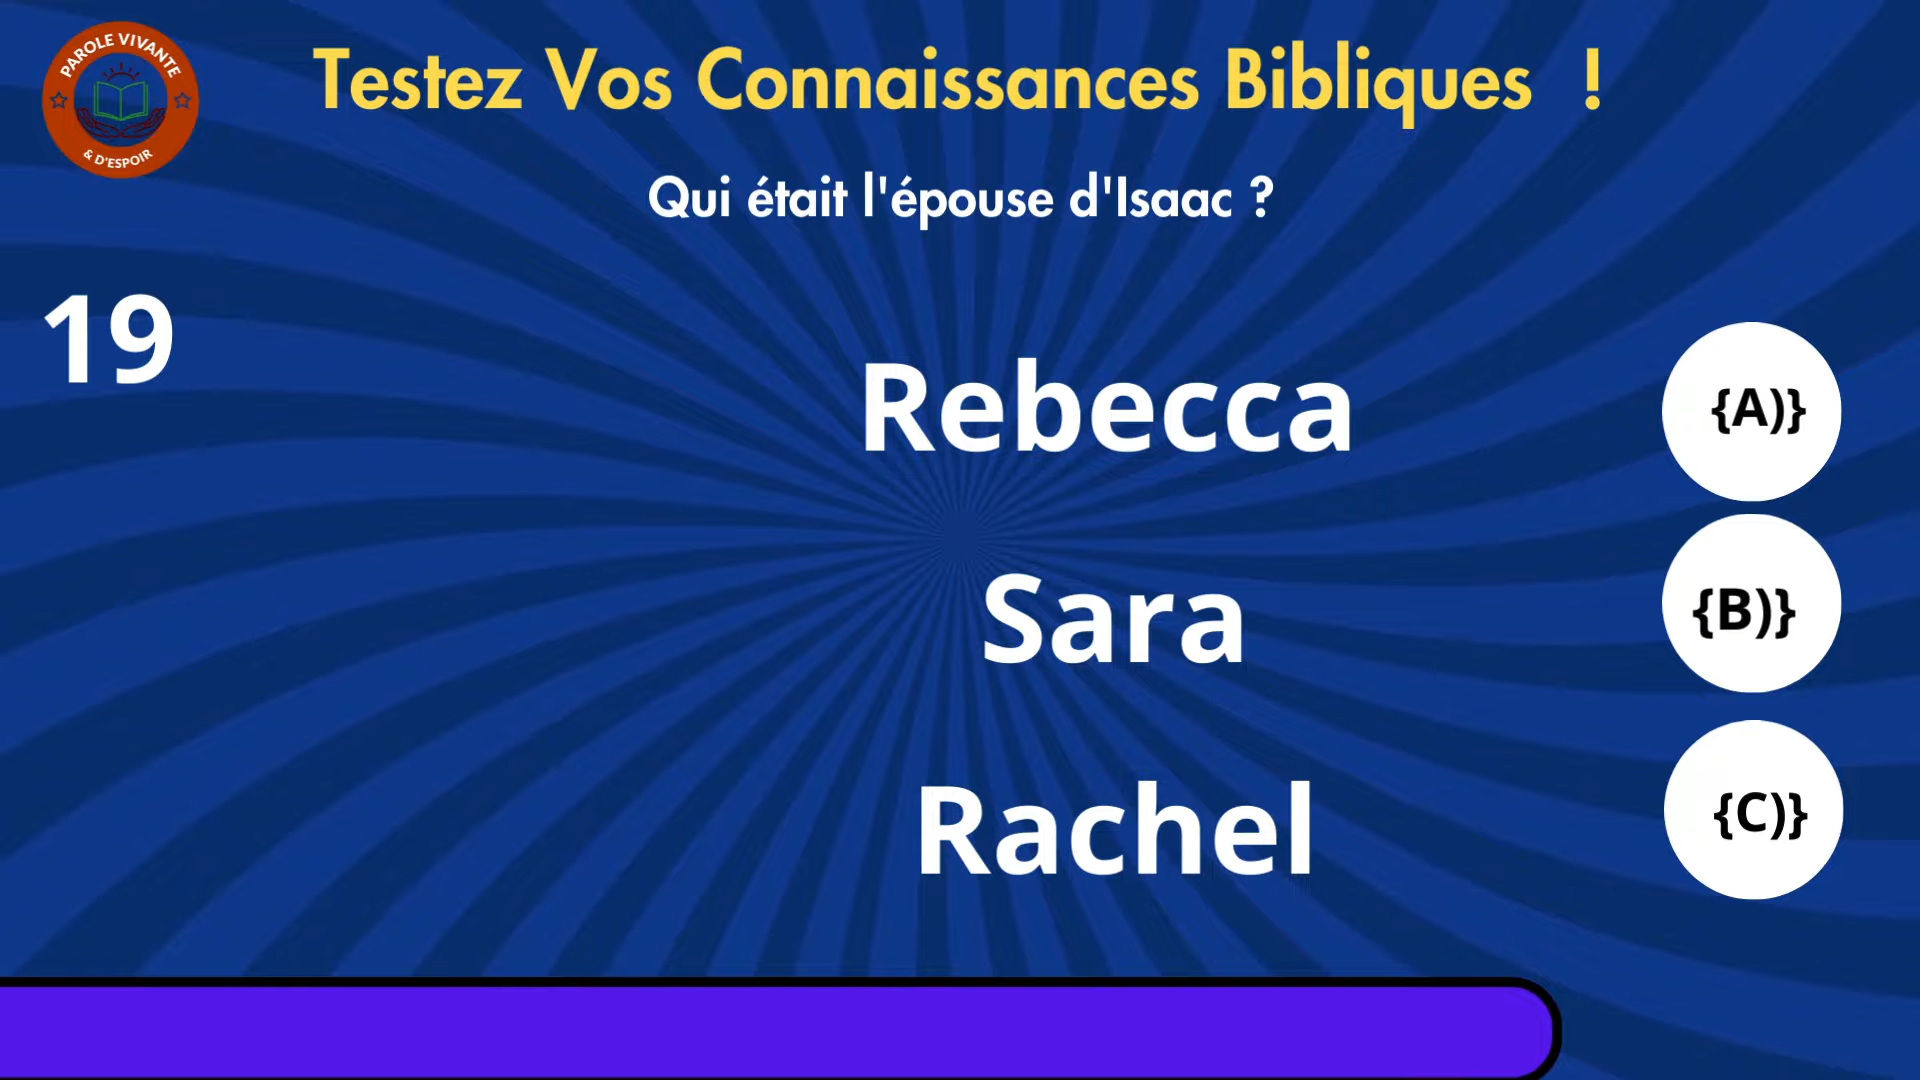 PAROLE VIVANTE
& D'ESPOIR
Testez Vos Connaissances Bibliques !
Qui était l'épouse d'Isaac ?
19
Rebecca {A)}
Sara {B)}
Rachel {C)}